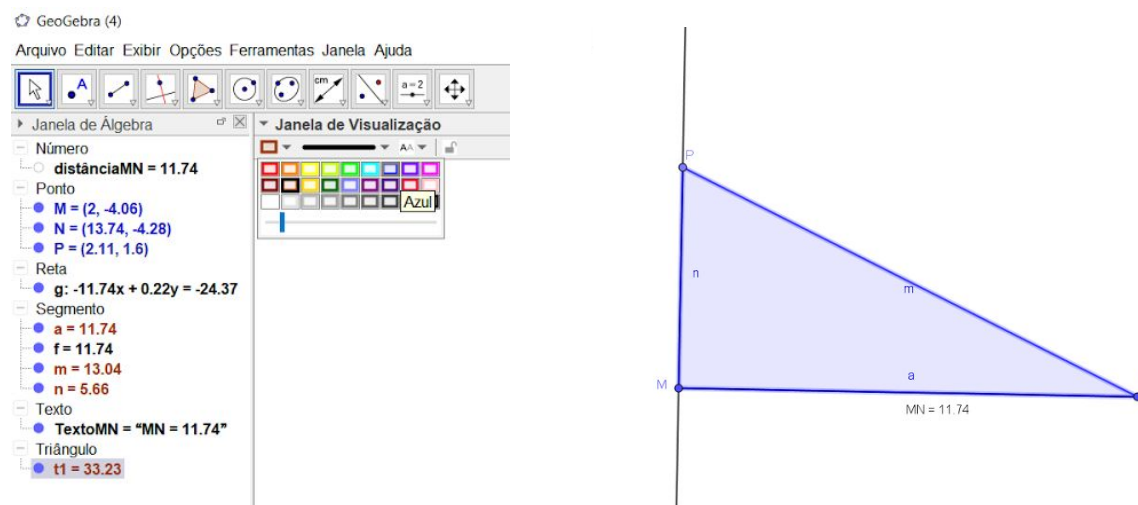 GeoGebra (4)
Arquivo Editar Exibir Opções Ferramentas Janela Ajuda
A
cm
a=2
Janela de Álgebra
Janela de Visualização
AA
Azul
Número
distânciaMN = 11.74
Ponto
M = (2, -4.06)
N = (13.74, -4.28)
P = (2.11, 1.6)
Reta
g: -11.74x + 0.22y = -24.37
Segmento
a = 11.74
f = 11.74
m = 13.04
n = 5.66
Texto
TextoMN = “MN = 11.74”
Triângulo
t1 = 33.23
P
n
m
M
a
MN = 11.74